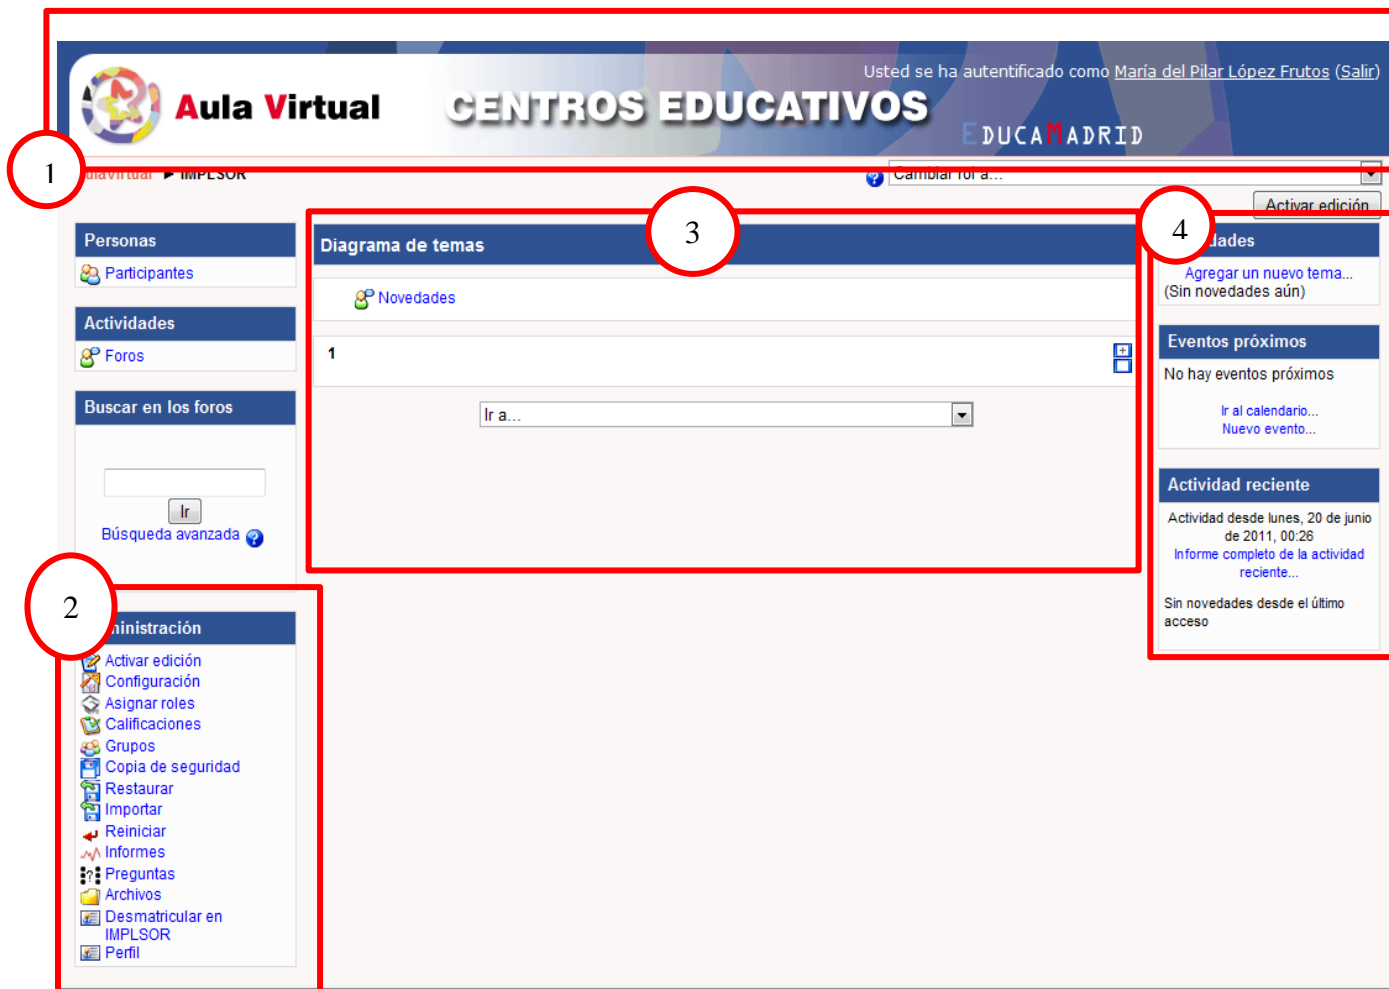 Usted se ha autentificado como María del Pilar López Frutos (Salir)
Aula Virtual
CENTROS EDUCATIVOS
EDUCAMADRID
1
► IMPLSOR
Cambiar rol a...
Activar edición
Personas
Participantes
Actividades
Foros
Buscar en los foros
Ir
Búsqueda avanzada
2
Administración
Activar edición
Configuración
Asignar roles
Calificaciones
Grupos
Copia de seguridad
Restaurar
Importar
Reiniciar
Informes
Preguntas
Archivos
Desmatricular en
IMPLSOR
Perfil
3
Diagrama de temas
Novedades
1
Ir a...
4
dades
Agregar un nuevo tema...
(Sin novedades aún)
Eventos próximos
No hay eventos próximos
Ir al calendario...
Nuevo evento...
Actividad reciente
Actividad desde lunes, 20 de junio
de 2011, 00:26
Informe completo de la actividad
reciente...
Sin novedades desde el último
acceso